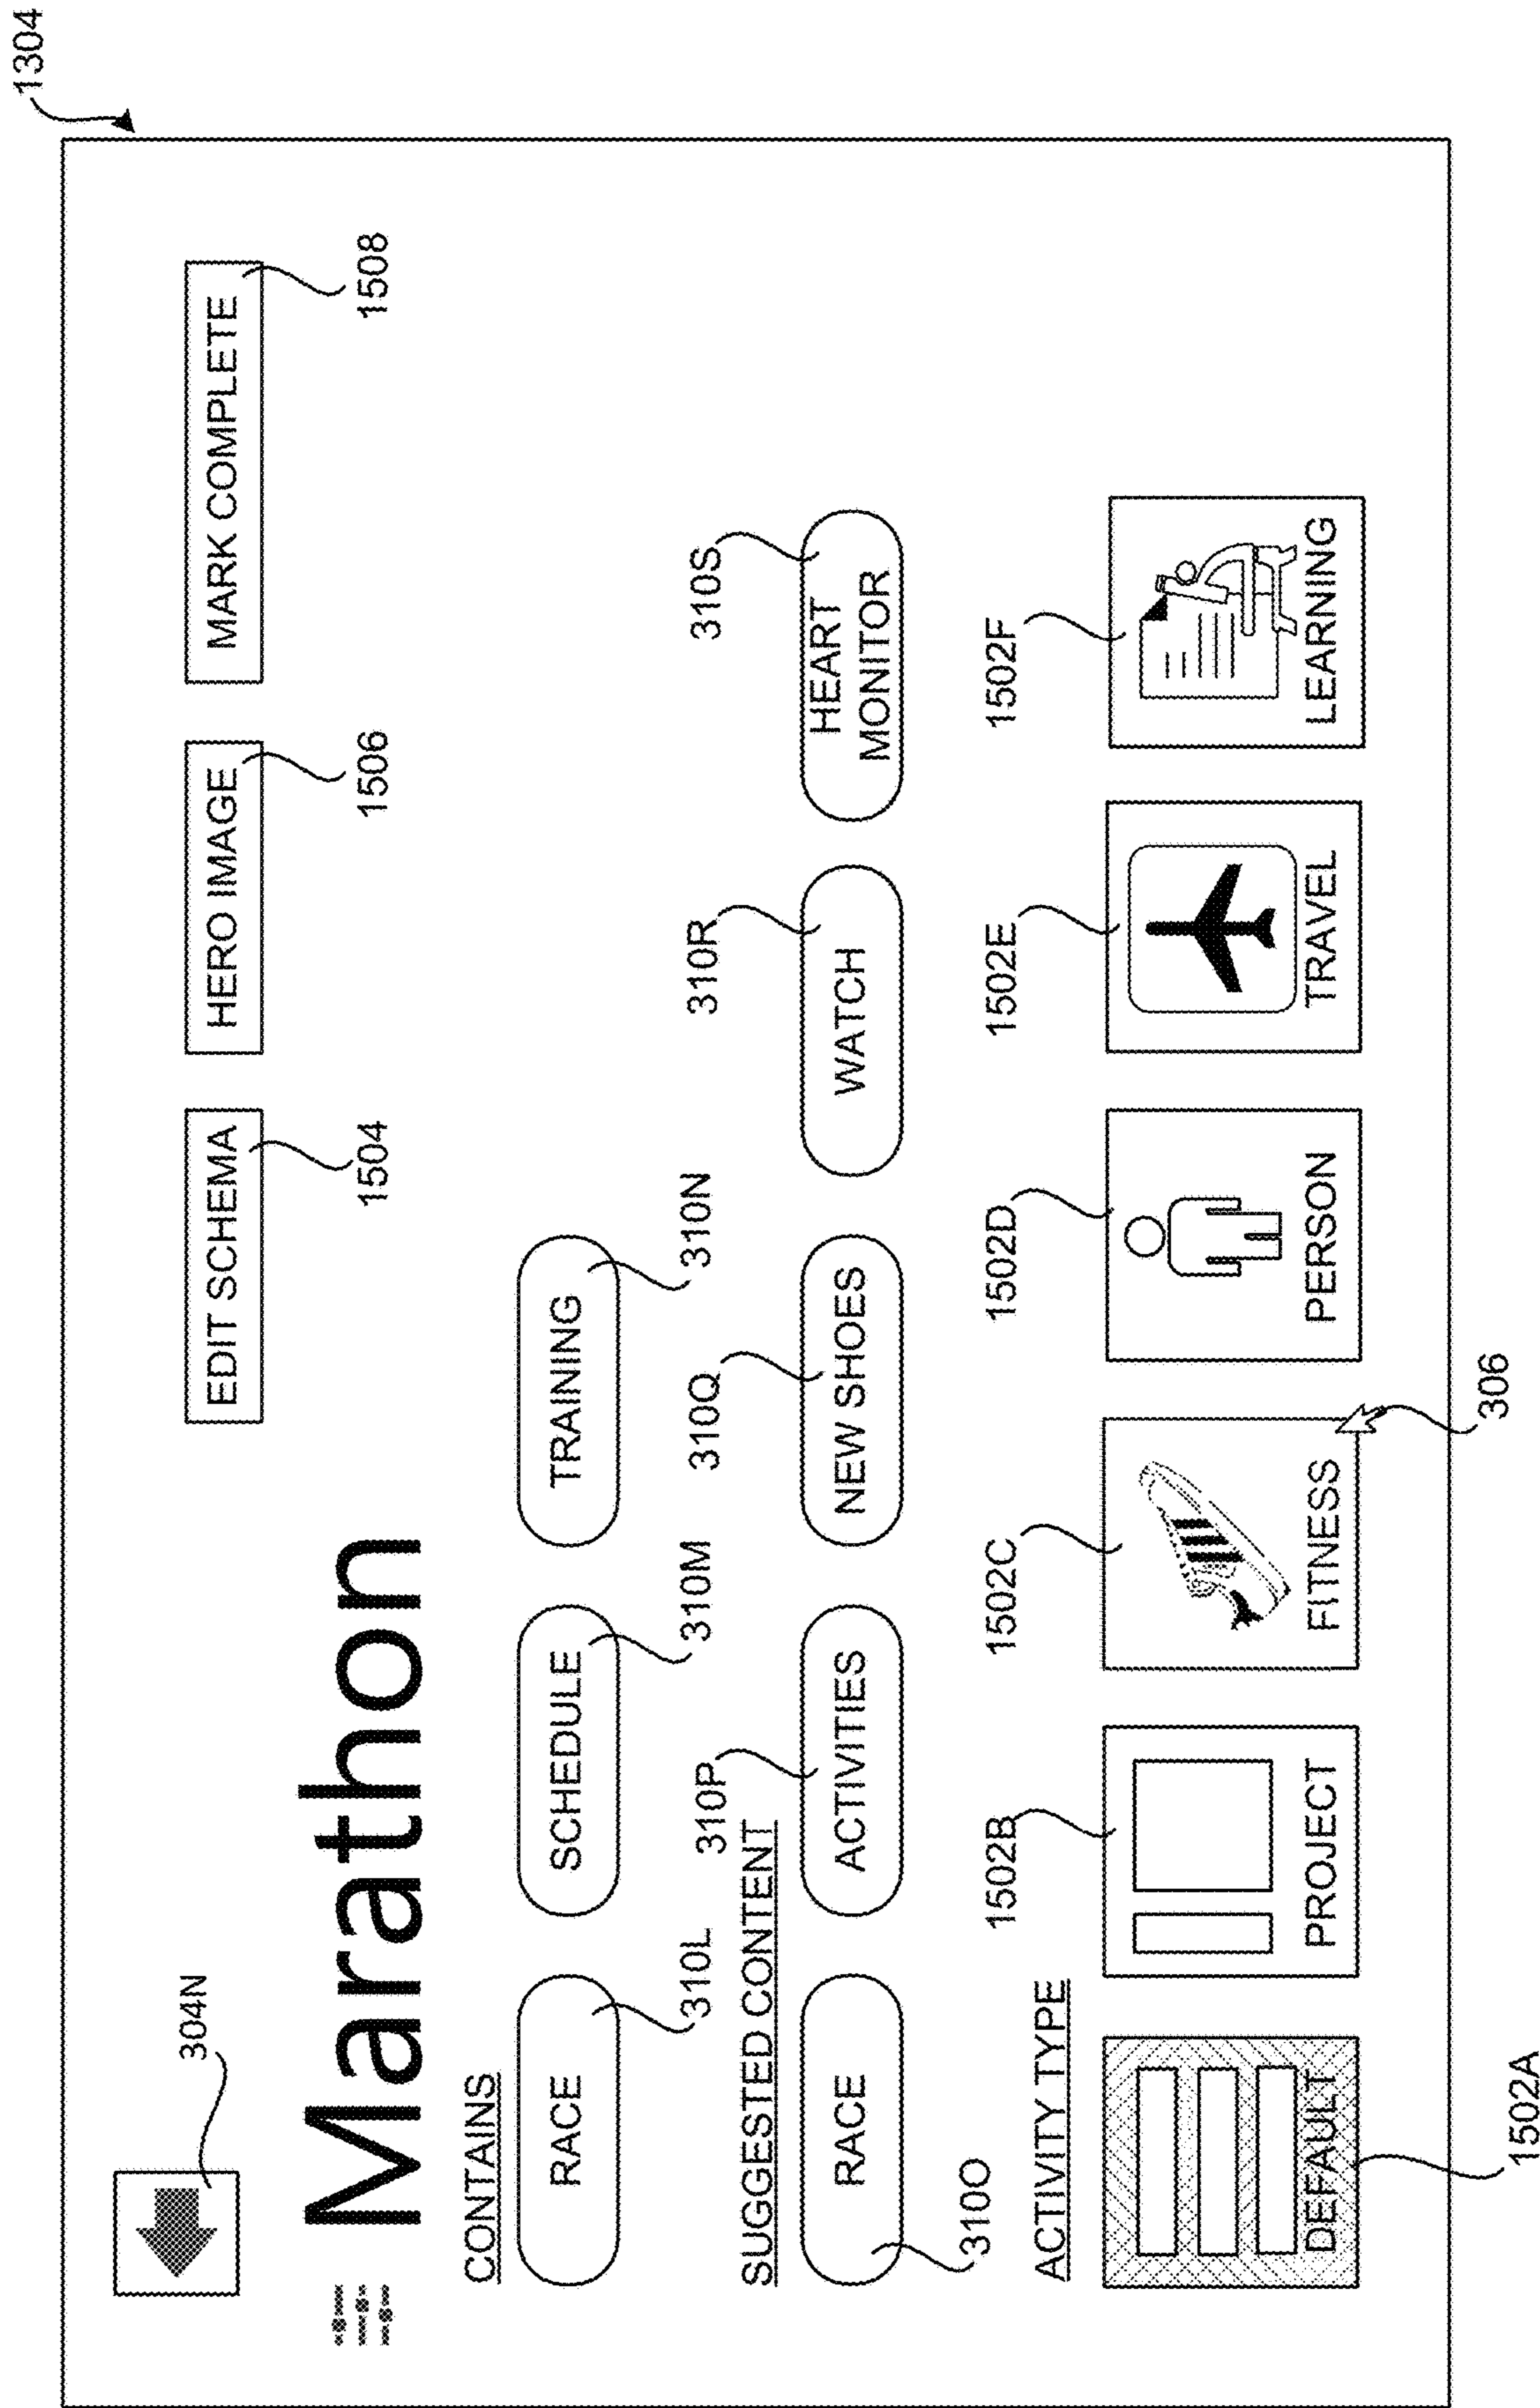 1304
304N
EDIT SCHEMA
HERO IMAGE
MARK COMPLETE
1504
1506
1508
Marathon
CONTAINS
RACE
SCHEDULE
TRAINING
310L
310M
310N
SUGGESTED CONTENT
310P
310Q
310R
310S
RACE
ACTIVITIES
NEW SHOES
WATCH
HEART
MONITOR
310O
ACTIVITY TYPE
1502B
1502C
1502D
1502E
1502F
DEFAULT
PROJECT
FITNESS
PERSON
TRAVEL
LEARNING
306
1502A